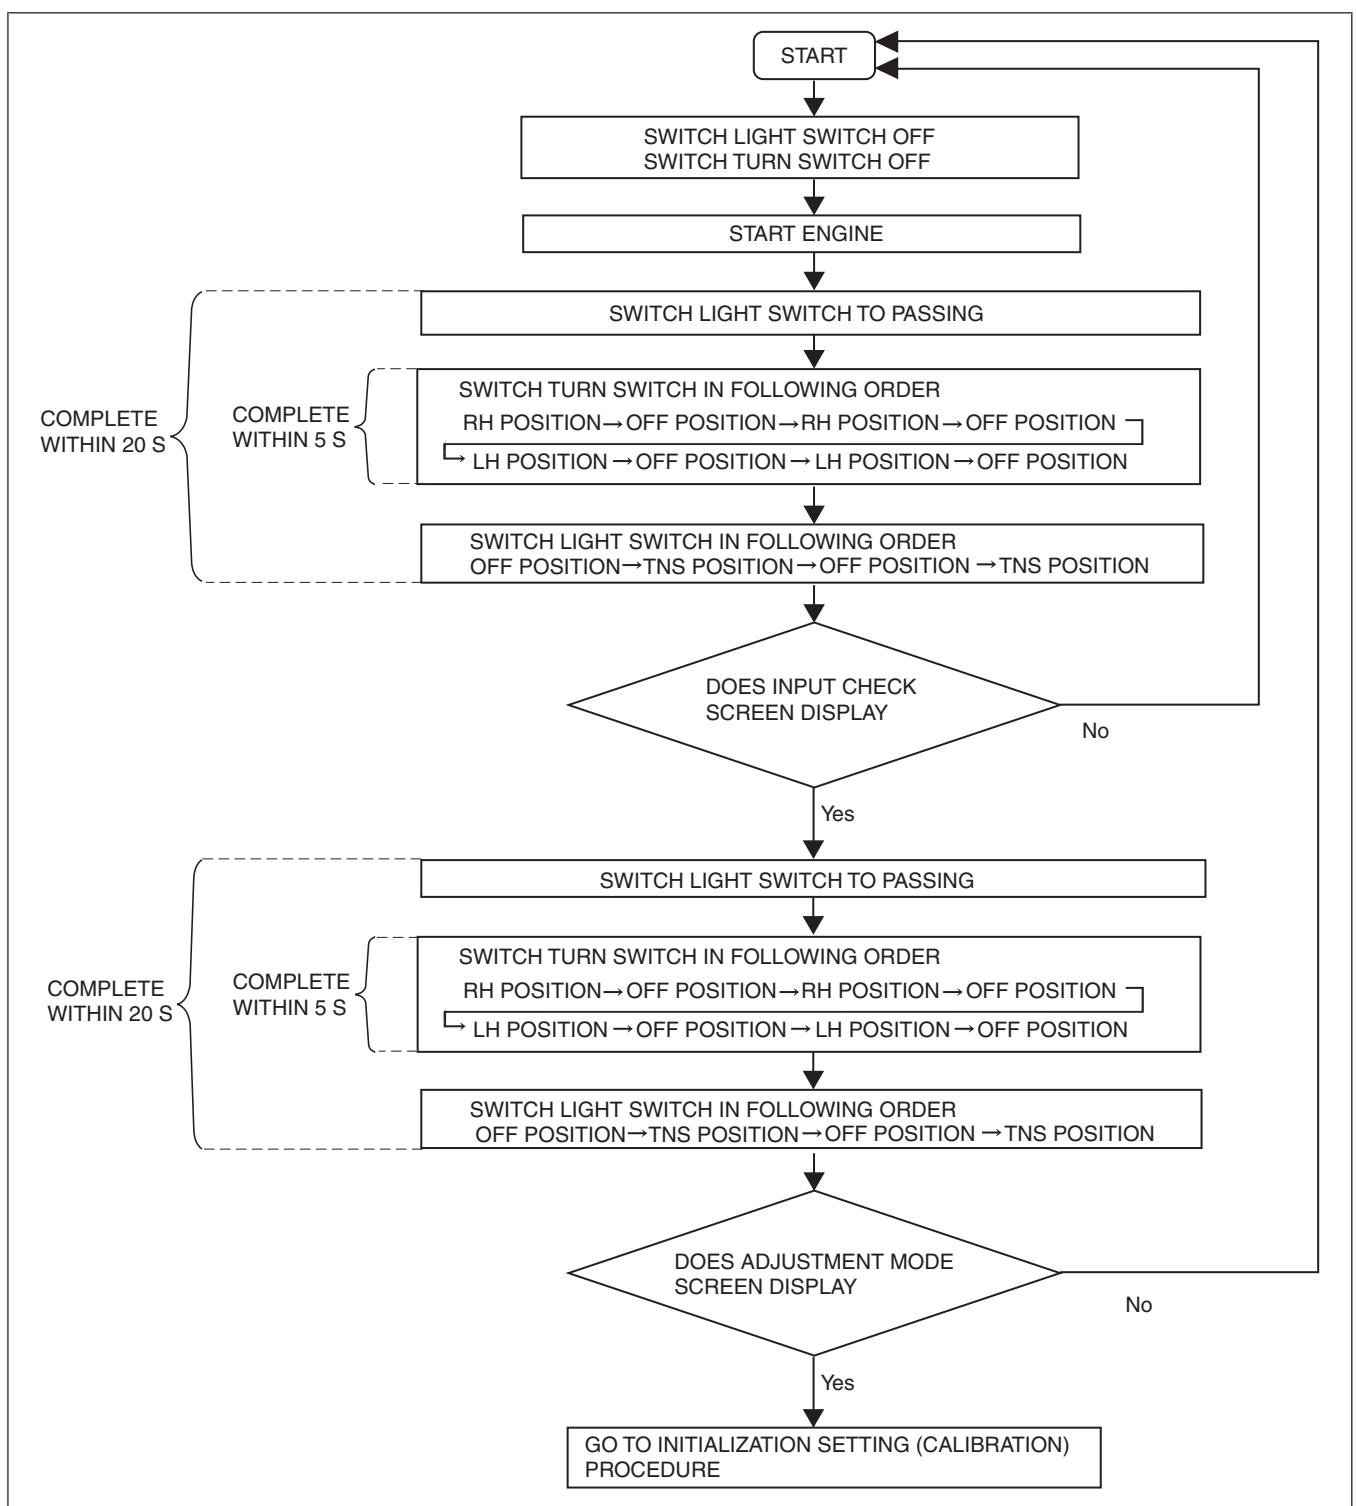 START
SWITCH LIGHT SWITCH OFF
SWITCH TURN SWITCH OFF
START ENGINE
SWITCH LIGHT SWITCH TO PASSING
COMPLETE
WITHIN 20 S
COMPLETE
WITHIN 5 S
SWITCH TURN SWITCH IN FOLLOWING ORDER
RH POSITION→OFF POSITION→RH POSITION→OFF POSITION
→LH POSITION→OFF POSITION→LH POSITION→OFF POSITION
SWITCH LIGHT SWITCH IN FOLLOWING ORDER
OFF POSITION→TNS POSITION→OFF POSITION→TNS POSITION
DOES INPUT CHECK
SCREEN DISPLAY
No
Yes
SWITCH LIGHT SWITCH TO PASSING
COMPLETE
WITHIN 20 S
COMPLETE
WITHIN 5 S
SWITCH TURN SWITCH IN FOLLOWING ORDER
RH POSITION→OFF POSITION→RH POSITION→OFF POSITION
→LH POSITION→OFF POSITION→LH POSITION→OFF POSITION
SWITCH LIGHT SWITCH IN FOLLOWING ORDER
OFF POSITION→TNS POSITION→OFF POSITION→TNS POSITION
DOES ADJUSTMENT MODE
SCREEN DISPLAY
No
Yes
GO TO INITIALIZATION SETTING (CALIBRATION)
PROCEDURE